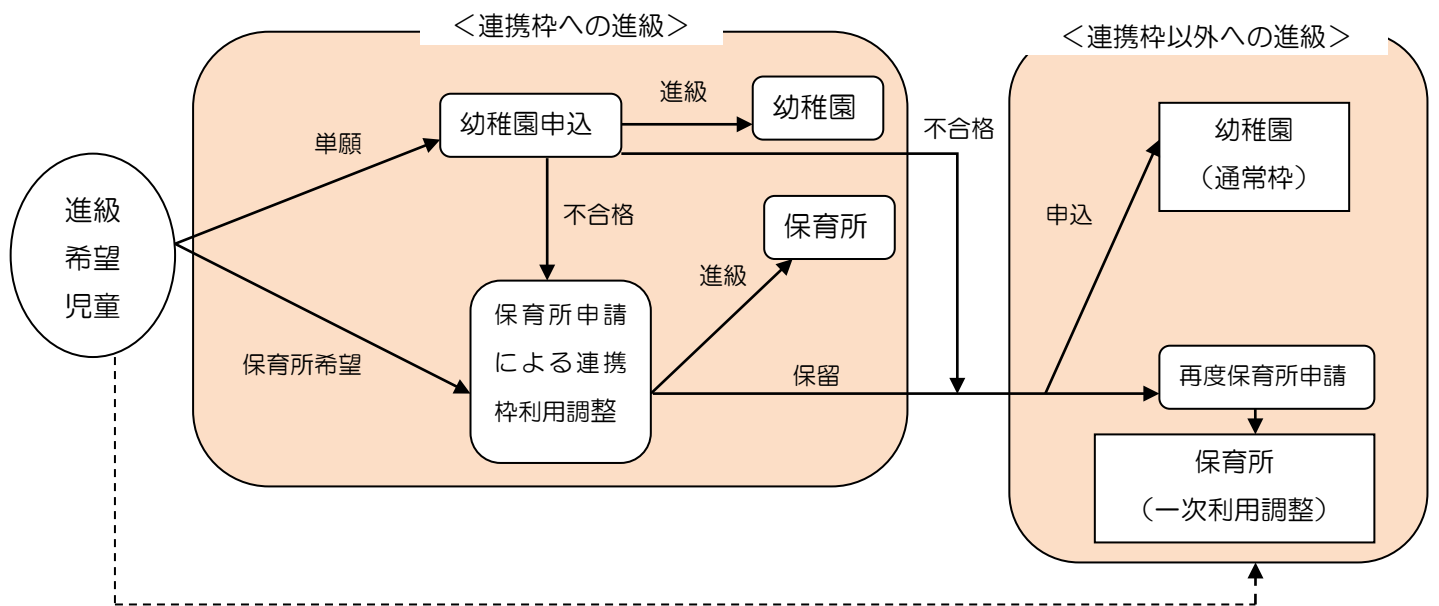 ＜連携枠への進級＞
＜連携枠以外への進級＞
進級
希望
児童
単願
保育所希望
幼稚園申込
進級
幼稚園
不合格
不合格
保育所申請
による連携
枠利用調整
進級
保育所
保留
申込
幼稚園
（通常枠）
再度保育所申請
保育所
（一次利用調整）